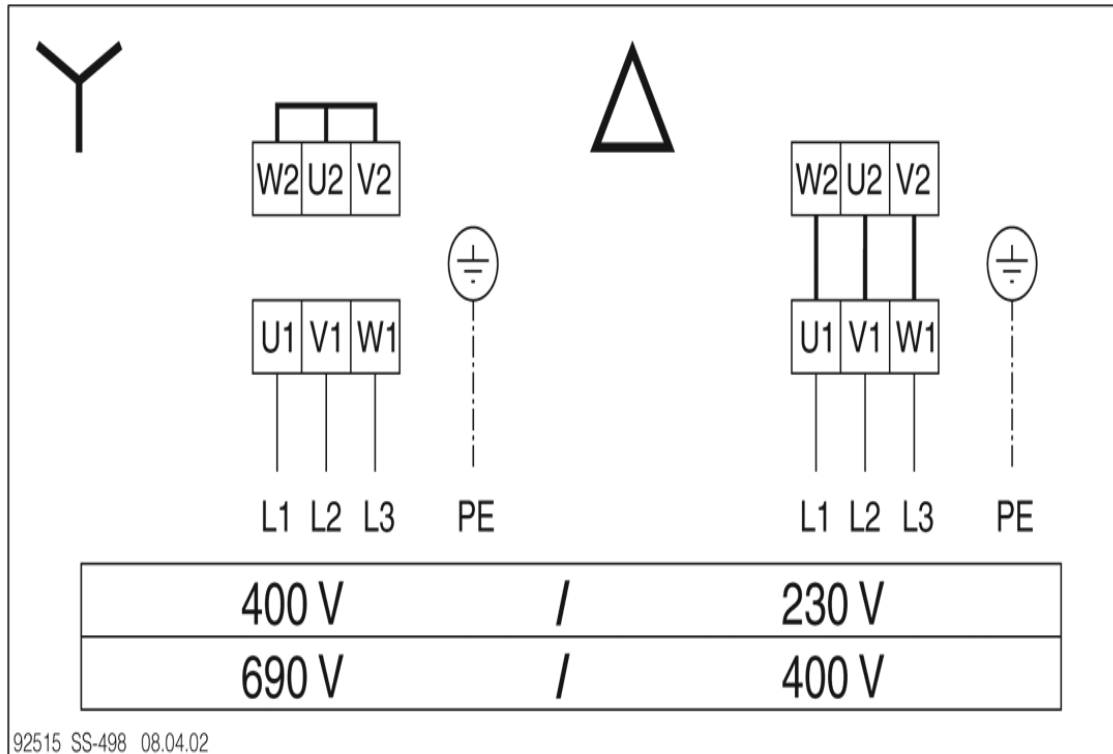 W2 U2 V2 W2 U2 V2
U1 V1 W1 U1 V1 W1
L1 L2 L3 PE L1 L2 L3 PE
400 V / 230 V
690 V / 400 V
92515 SS-498 08.04.02